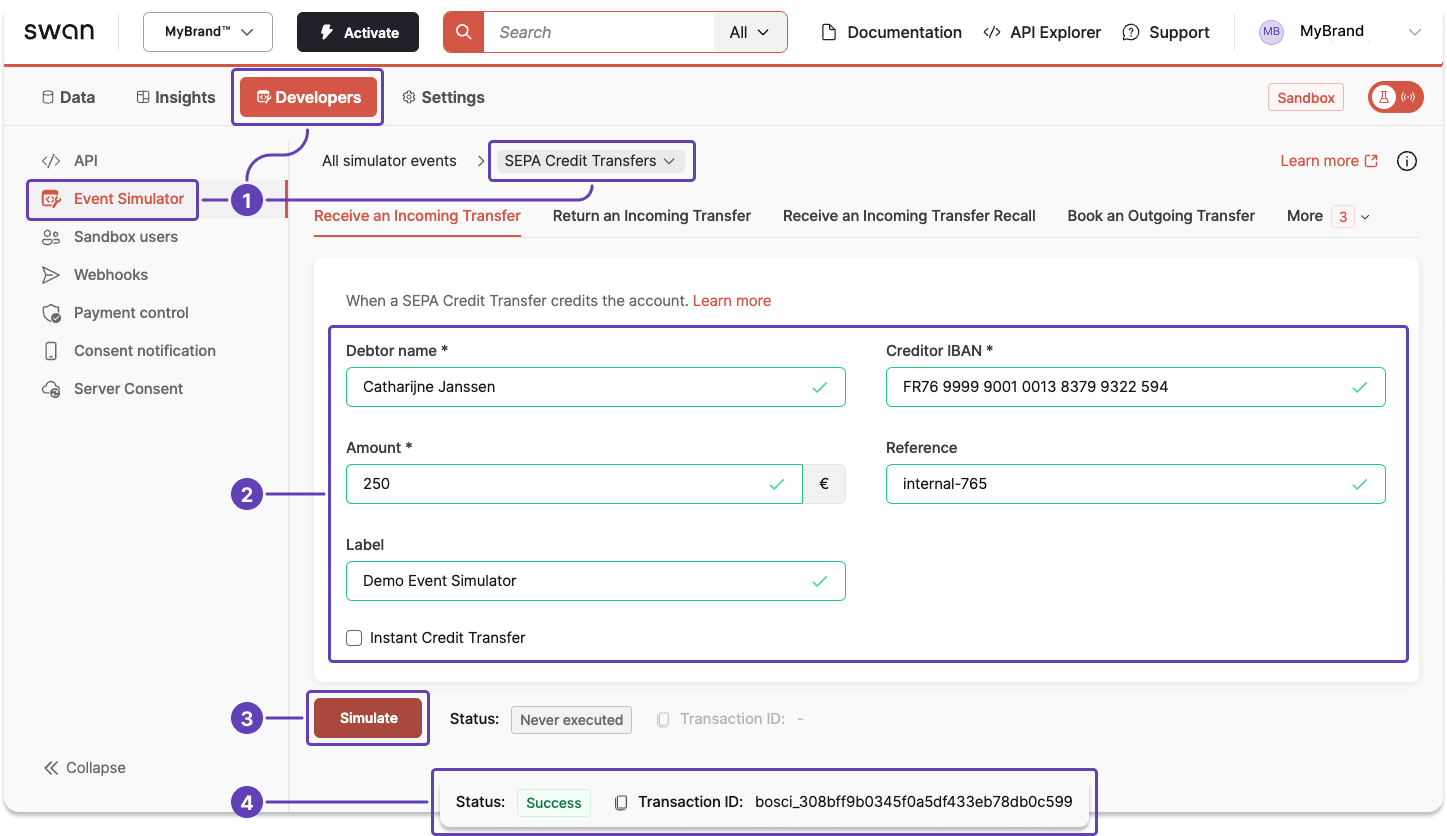 swan
MyBrand™
Activate
Search
All
Documentation
API Explorer
Support
MB
MyBrand
Data
Insights
Developers
Settings
Sandbox
API
Event Simulator
Sandbox users
Webhooks
Payment control
Consent notification
Server Consent
Collapse
1
All simulator events
SEPA Credit Transfers
Learn more
Receive an Incoming Transfer
Return an Incoming Transfer
Receive an Incoming Transfer Recall
Book an Outgoing Transfer
More 3
When a SEPA Credit Transfer credits the account. Learn more
2
Debtor name *
Catharijne Janssen
Creditor IBAN *
FR76 9999 9001 0013 8379 9322 594
Amount *
250
€
Reference
internal-765
Label
Demo Event Simulator
Instant Credit Transfer
3
Simulate
Status: Never executed
Transaction ID: -
4
Status: Success
Transaction ID: bosci_308bff9b0345f0a5df433eb78db0c599